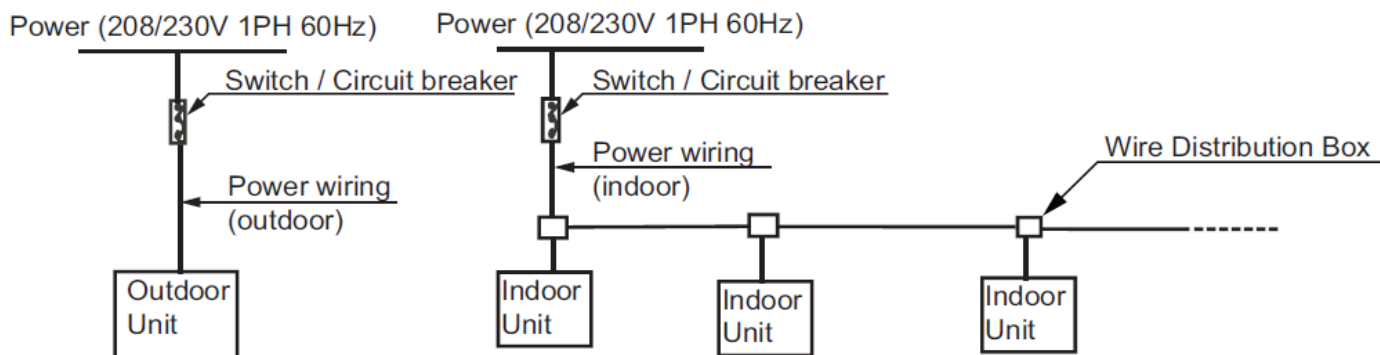 Power (208/230V 1PH 60Hz)
Switch / Circuit breaker
Power wiring
(outdoor)
Outdoor
Unit
Power (208/230V 1PH 60Hz)
Switch / Circuit breaker
Power wiring
(indoor)
Wire Distribution Box
Indoor
Unit
Indoor
Unit
Indoor
Unit